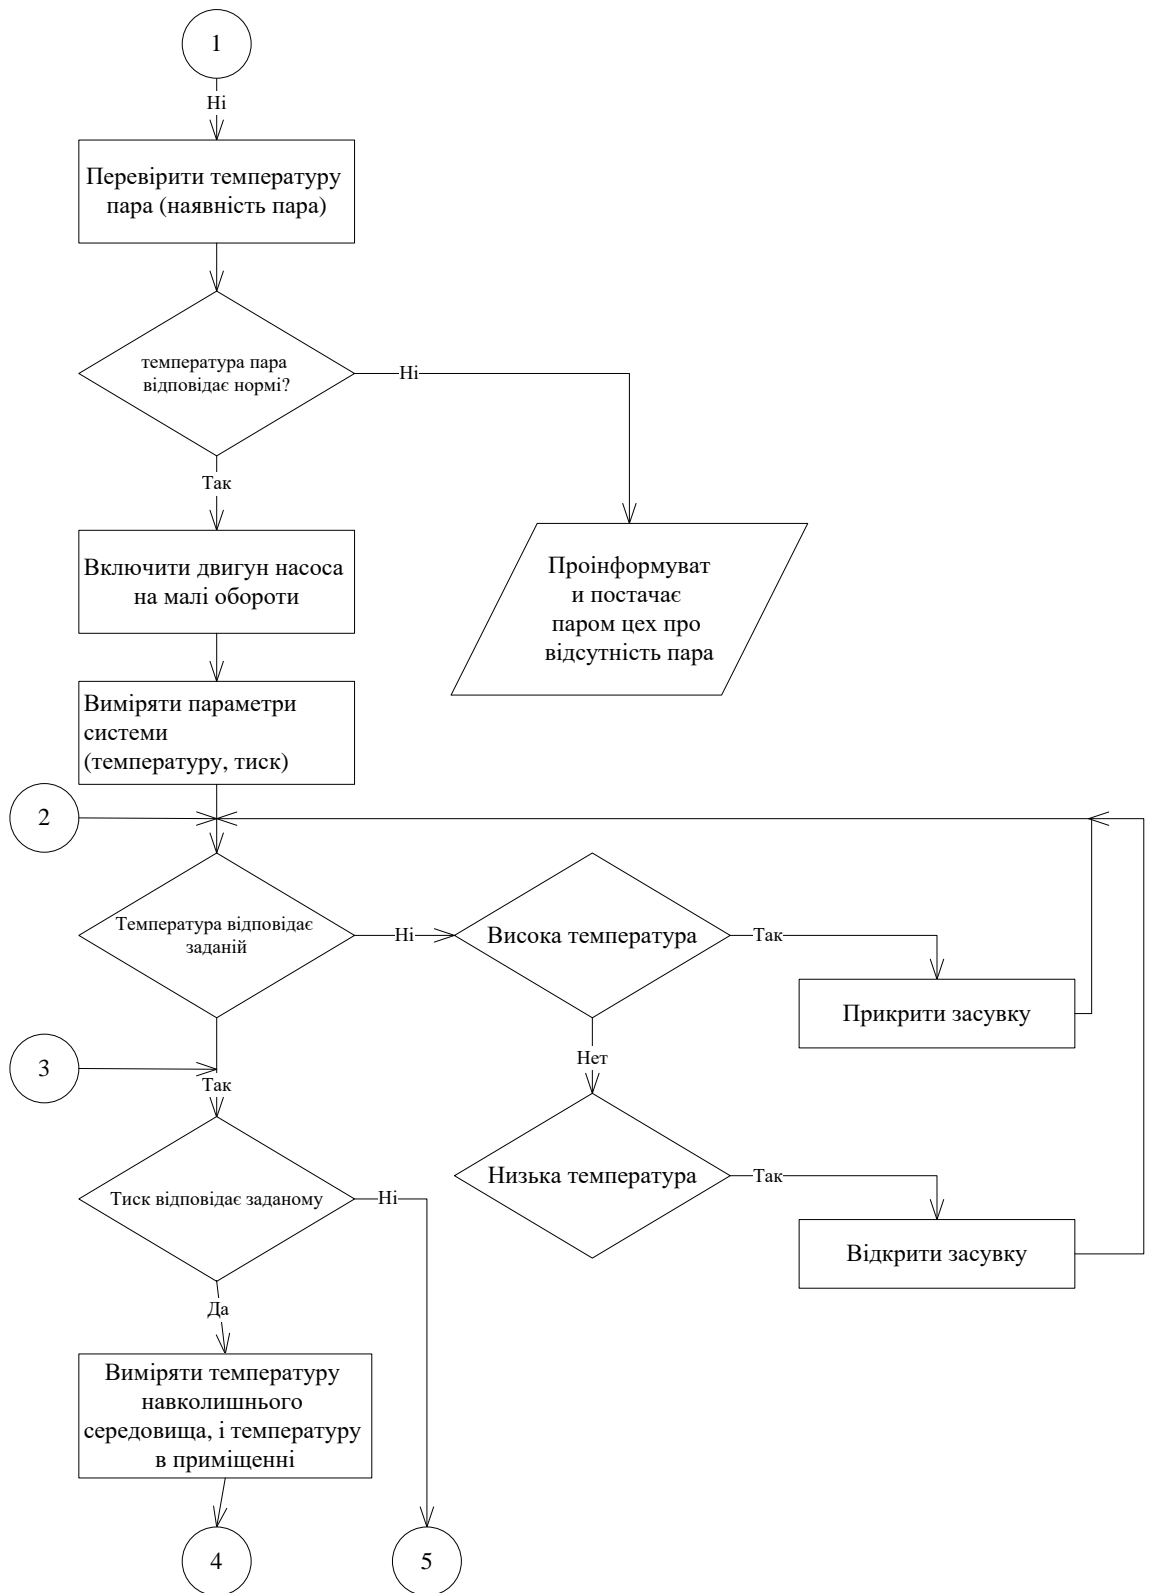 1
Ні
Перевірити температуру
пара (наявність пара)
температура пара
відповідає нормі?
Ні
Так
Включити двигун насоса
на малі обороти
Проінформуват
и постачає
паром цех про
відсутність пара
Виміряти параметри
системи
(температуру, тиск)
2
Температура відповідає
заданій
Ні
Висока температура
Так
Прикрити засувку
3
Нет
Так
Тиск відповідає заданому
Ні
Низька температура
Так
Відкрити засувку
Да
Виміряти температуру
навколишнього
середовища, і температуру
в приміщенні
4
5